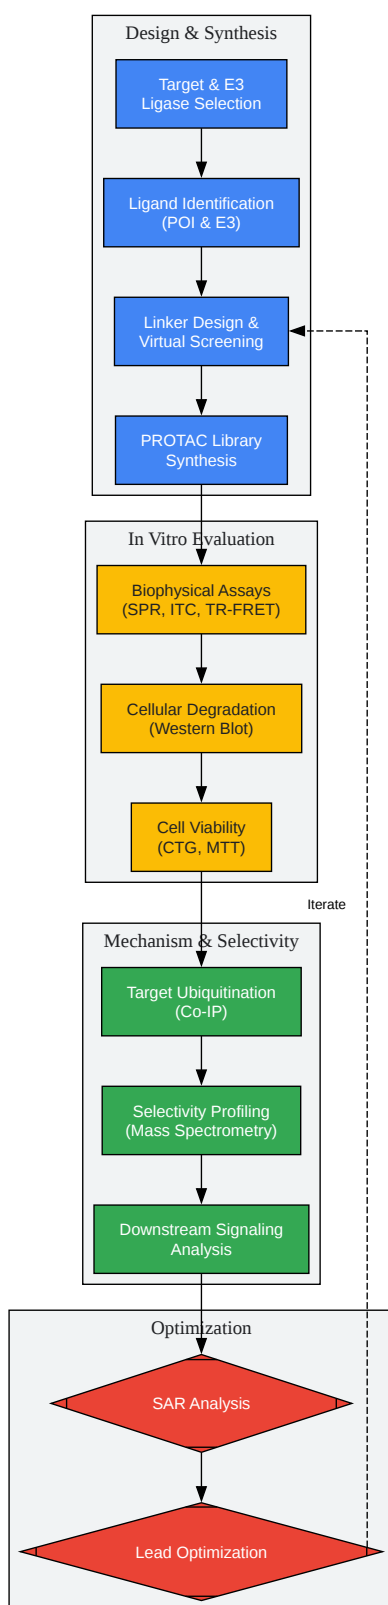 Design & Synthesis
Target & E3
Ligase Selection
Ligand Identification
(POI & E3)
Linker Design &
Virtual Screening
PROTAC Library
Synthesis
In Vitro Evaluation
Biophysical Assays
(SPR, ITC, TR-FRET)
Cellular Degradation
(Western Blot)
Cell Viability
(CTG, MTT)
Iterate
Mechanism & Selectivity
Target Ubiquitination
(Co-IP)
Selectivity Profiling
(Mass Spectrometry)
Downstream Signaling
Analysis
Optimization
SAR Analysis
Lead Optimization